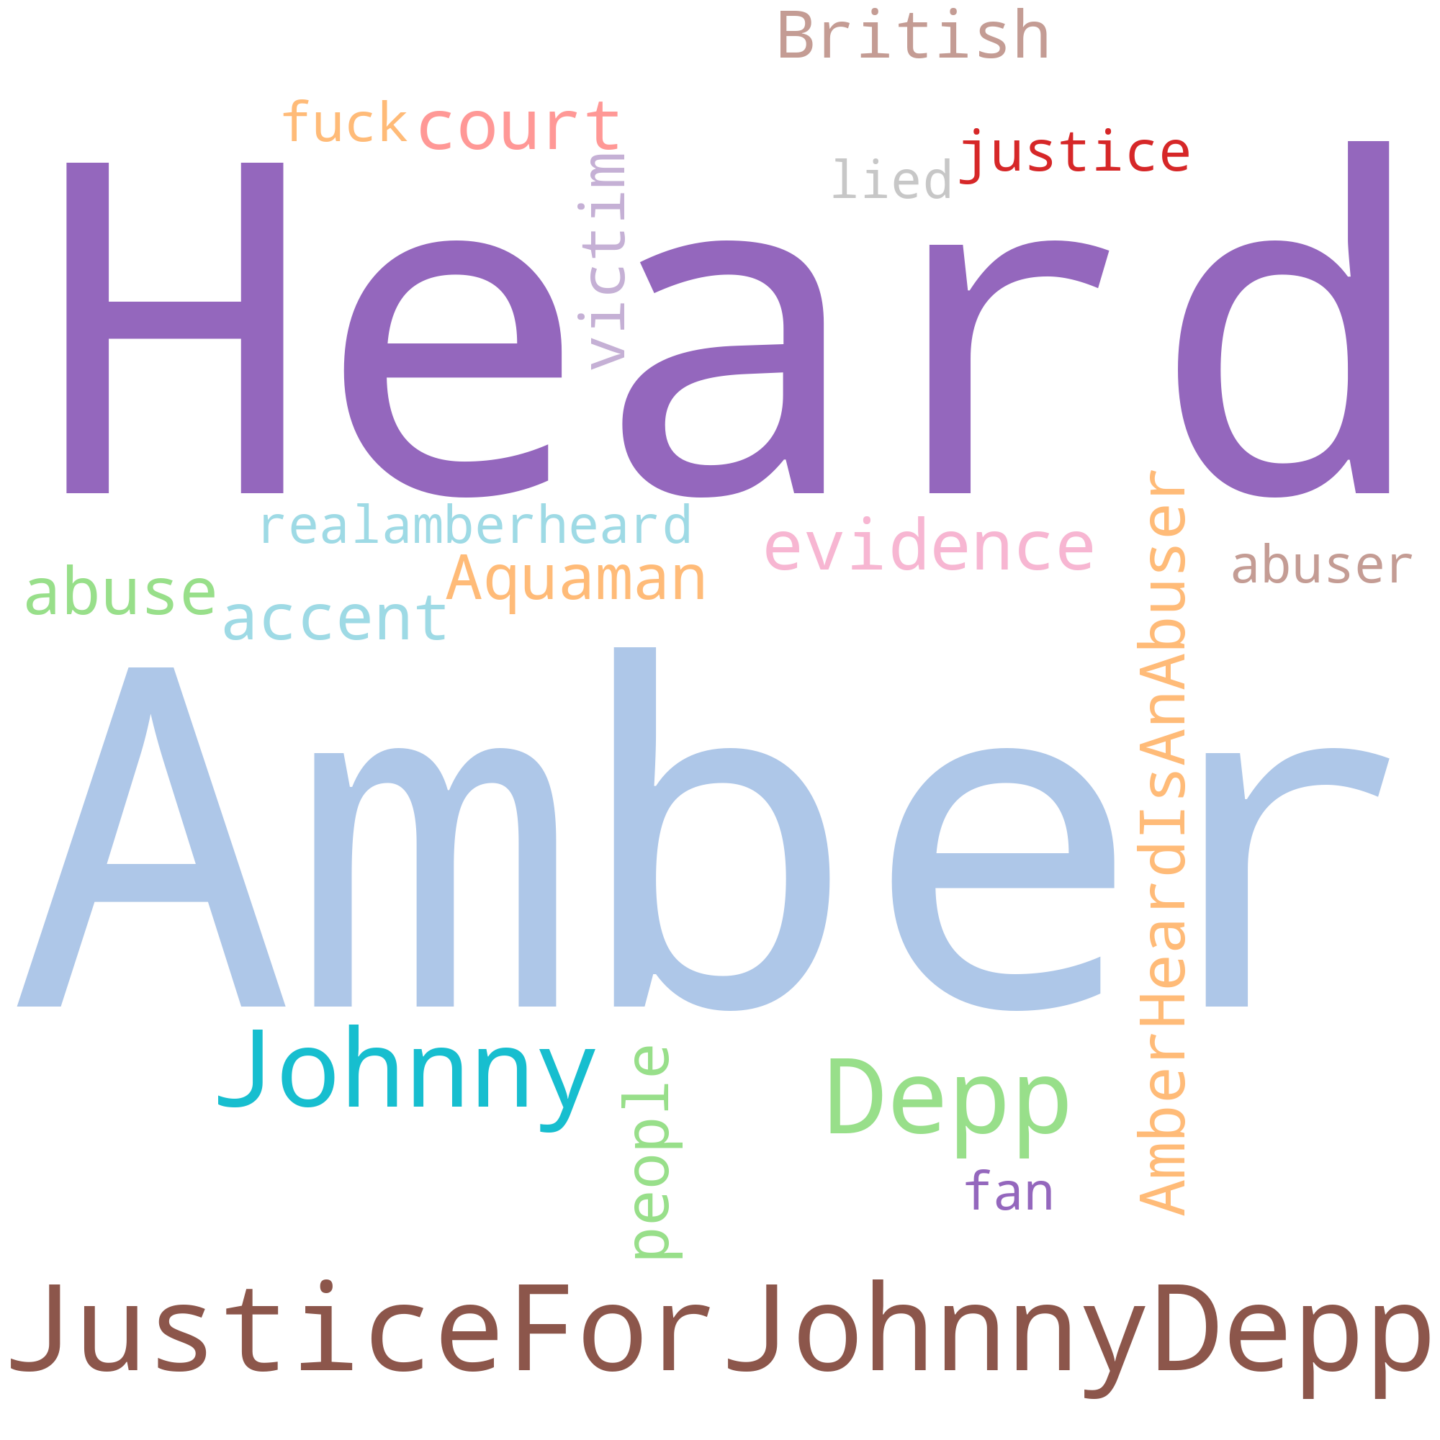 British
fuck
court
justice
lied
victim
Heard
realamberheard
evidence
Aquaman
abuser
abuse
accent
AmberHeardIsAnAbuser
Amber
Johnny
Depp
people
fan
JusticeForJohnnyDepp